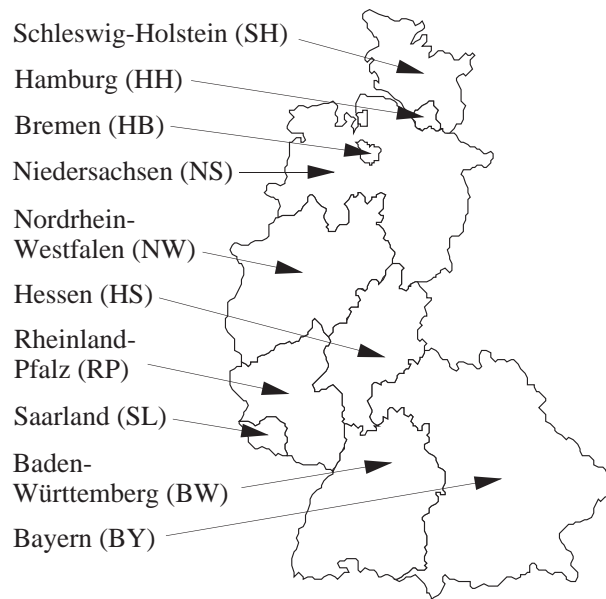 Schleswig-Holstein (SH)
Hamburg (HH)
Bremen (HB)
Niedersachsen (NS)
Nordrhein-
Westfalen (NW)
Hessen (HS)
Rheinland-
Pfalz (RP)
Saarland (SL)
Baden-
Württemberg (BW)
Bayern (BY)